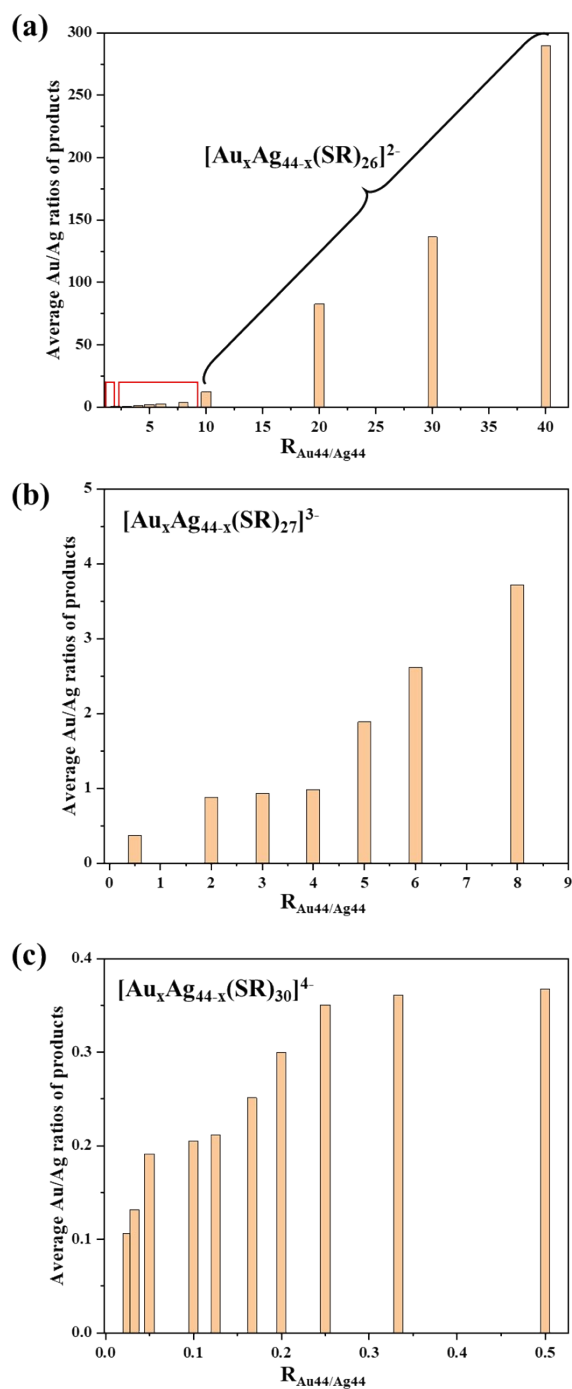 (a)
300
250
200
150
100
50
0
Average Au/Ag ratios of products
[AuₓAg₄₄₋ₓ(SR)₂₆]²⁻
5 10 15 20 25 30 35 40
R_Au44/Ag44
(b)
5
4
3
2
1
0
Average Au/Ag ratios of products
[AuₓAg₄₄₋ₓ(SR)₂₇]³⁻
0 1 2 3 4 5 6 7 8 9
R_Au44/Ag44
(c)
0.4
0.3
0.2
0.1
0.0
Average Au/Ag ratios of products
[AuₓAg₄₄₋ₓ(SR)₃₀]⁴⁻
0.0 0.1 0.2 0.3 0.4 0.5
R_Au44/Ag44